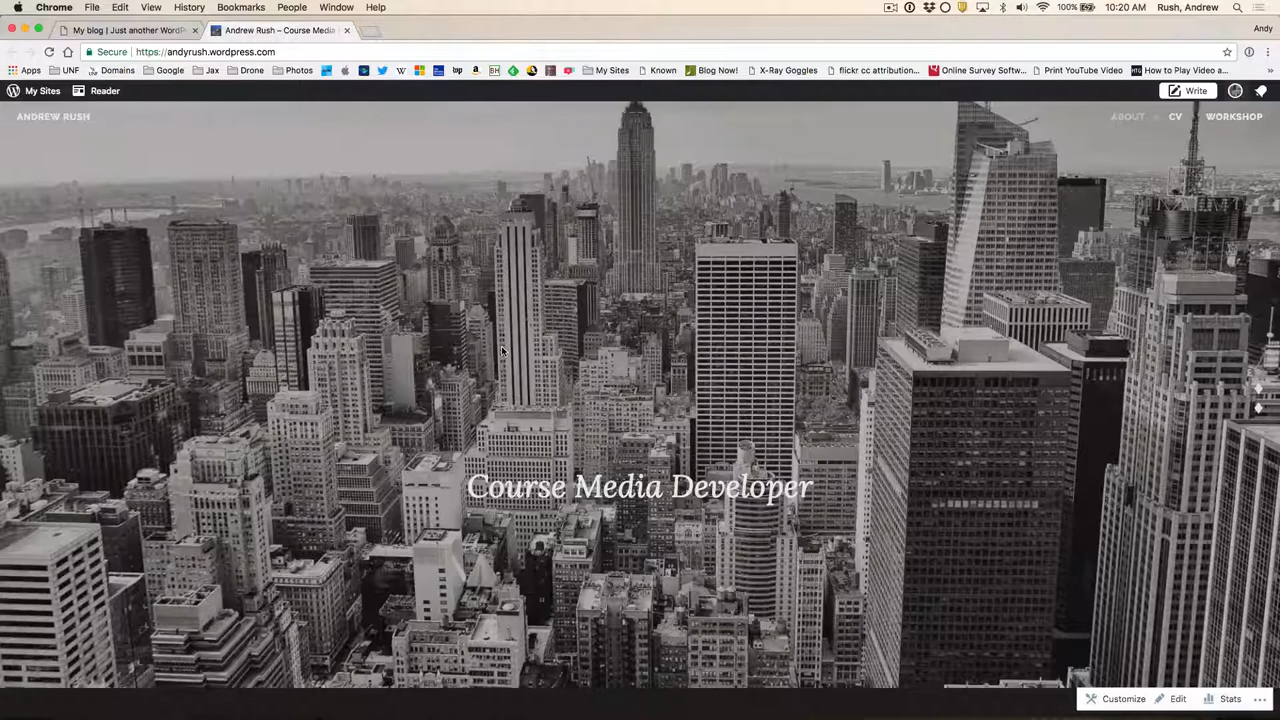 Chrome File Edit View History Bookmarks People Window Help 100% 10:20 AM Rush, Andrew
My blog | Just another WordP Andrew Rush – Course Media Andy
Secure https://andyrush.wordpress.com
Apps UNF Domains Google Jax Drone Photos My Sites Known Blog Now! X-Ray Goggles flickr cc attribution... Online Survey Softw... Print YouTube Video How to Play Video a... »
My Sites Reader Write
ANDREW RUSH ABOUT CV WORKSHOP
Course Media Developer
Customize Edit Stats